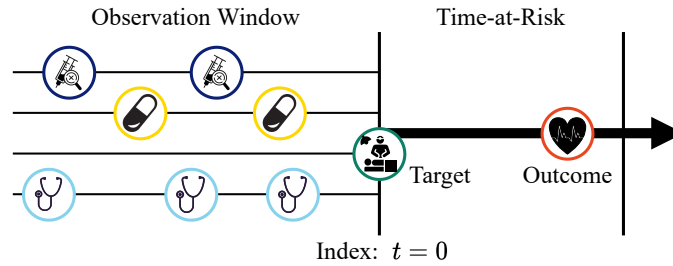 Observation Window
Time-at-Risk
Target
Outcome
Index: t = 0